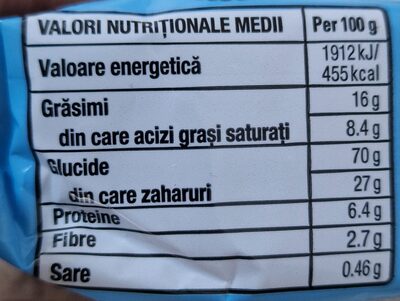 VALORI NUTRIȚIONALE MEDII Per 100 g
Valoare energetică 1912 kJ/
455 kcal
Grăsimi 16 g
din care acizi grași saturați 8.4 g
Glucide 70 g
din care zaharuri 27 g
Proteine 6.4 g
Fibre 2.7 g
Sare 0.46 g